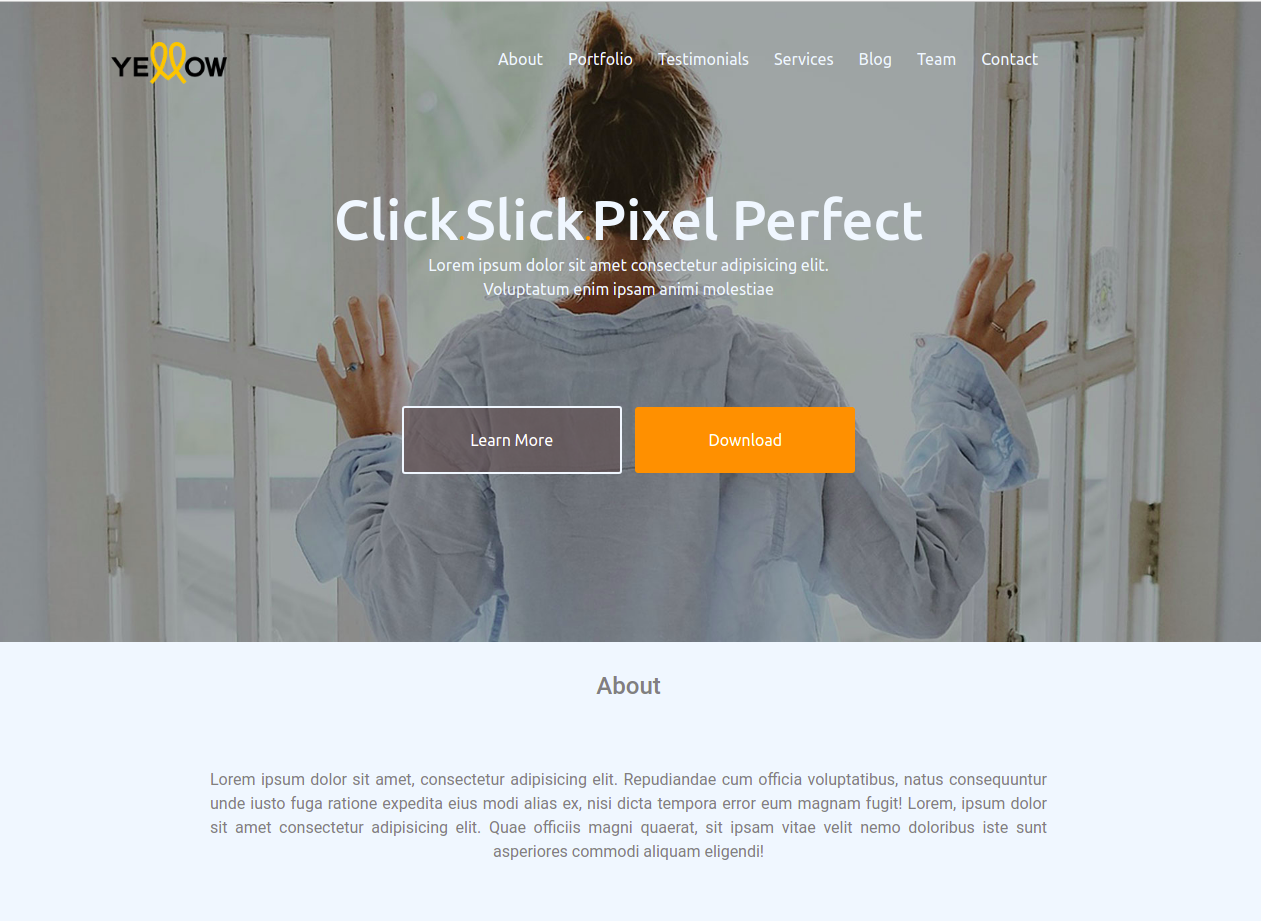 YELLOW
About Portfolio Testimonials Services Blog Team Contact
Click.Slick.Pixel Perfect
Lorem ipsum dolor sit amet consectetur adipisicing elit.
Voluptatum enim ipsam animi molestiae
Learn More Download
About
Lorem ipsum dolor sit amet, consectetur adipisicing elit. Repudiandae cum officia voluptatibus, natus consequuntur
unde iusto fuga ratione expedita eius modi alias ex, nisi dicta tempora error eum magnam fugit! Lorem, ipsum dolor
sit amet consectetur adipisicing elit. Quae officiis magni quaerat, sit ipsam vitae velit nemo doloribus iste sunt
asperiores commodi aliquam eligendi!